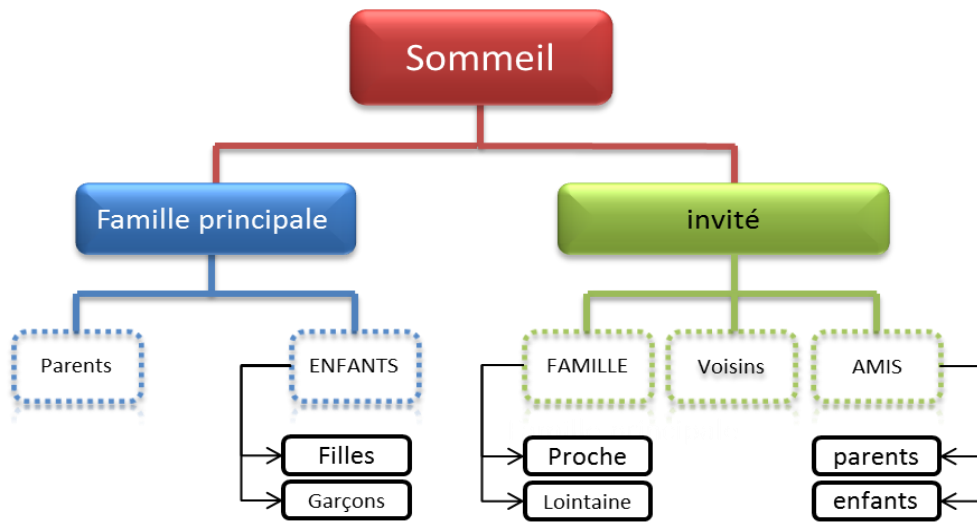 Sommeil
Famille principale
invité
Parents
ENFANTS
FAMILLE
Voisins
AMIS
Filles
Proche
parents
Garçons
Lointaine
enfants